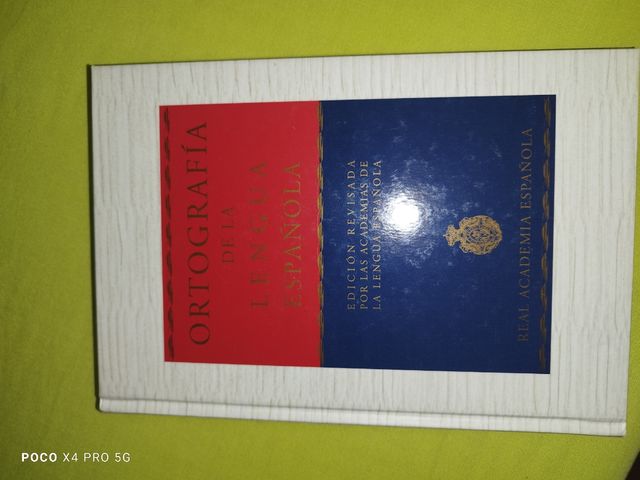 ORTOGRAFÍA
DE LA
LENGUA
ESPAÑOLA
EDICIÓN REVISADA
POR LAS ACADEMIAS DE
LA LENGUA ESPAÑOLA
REAL ACADEMIA ESPAÑOLA
POCO X4 PRO 5G